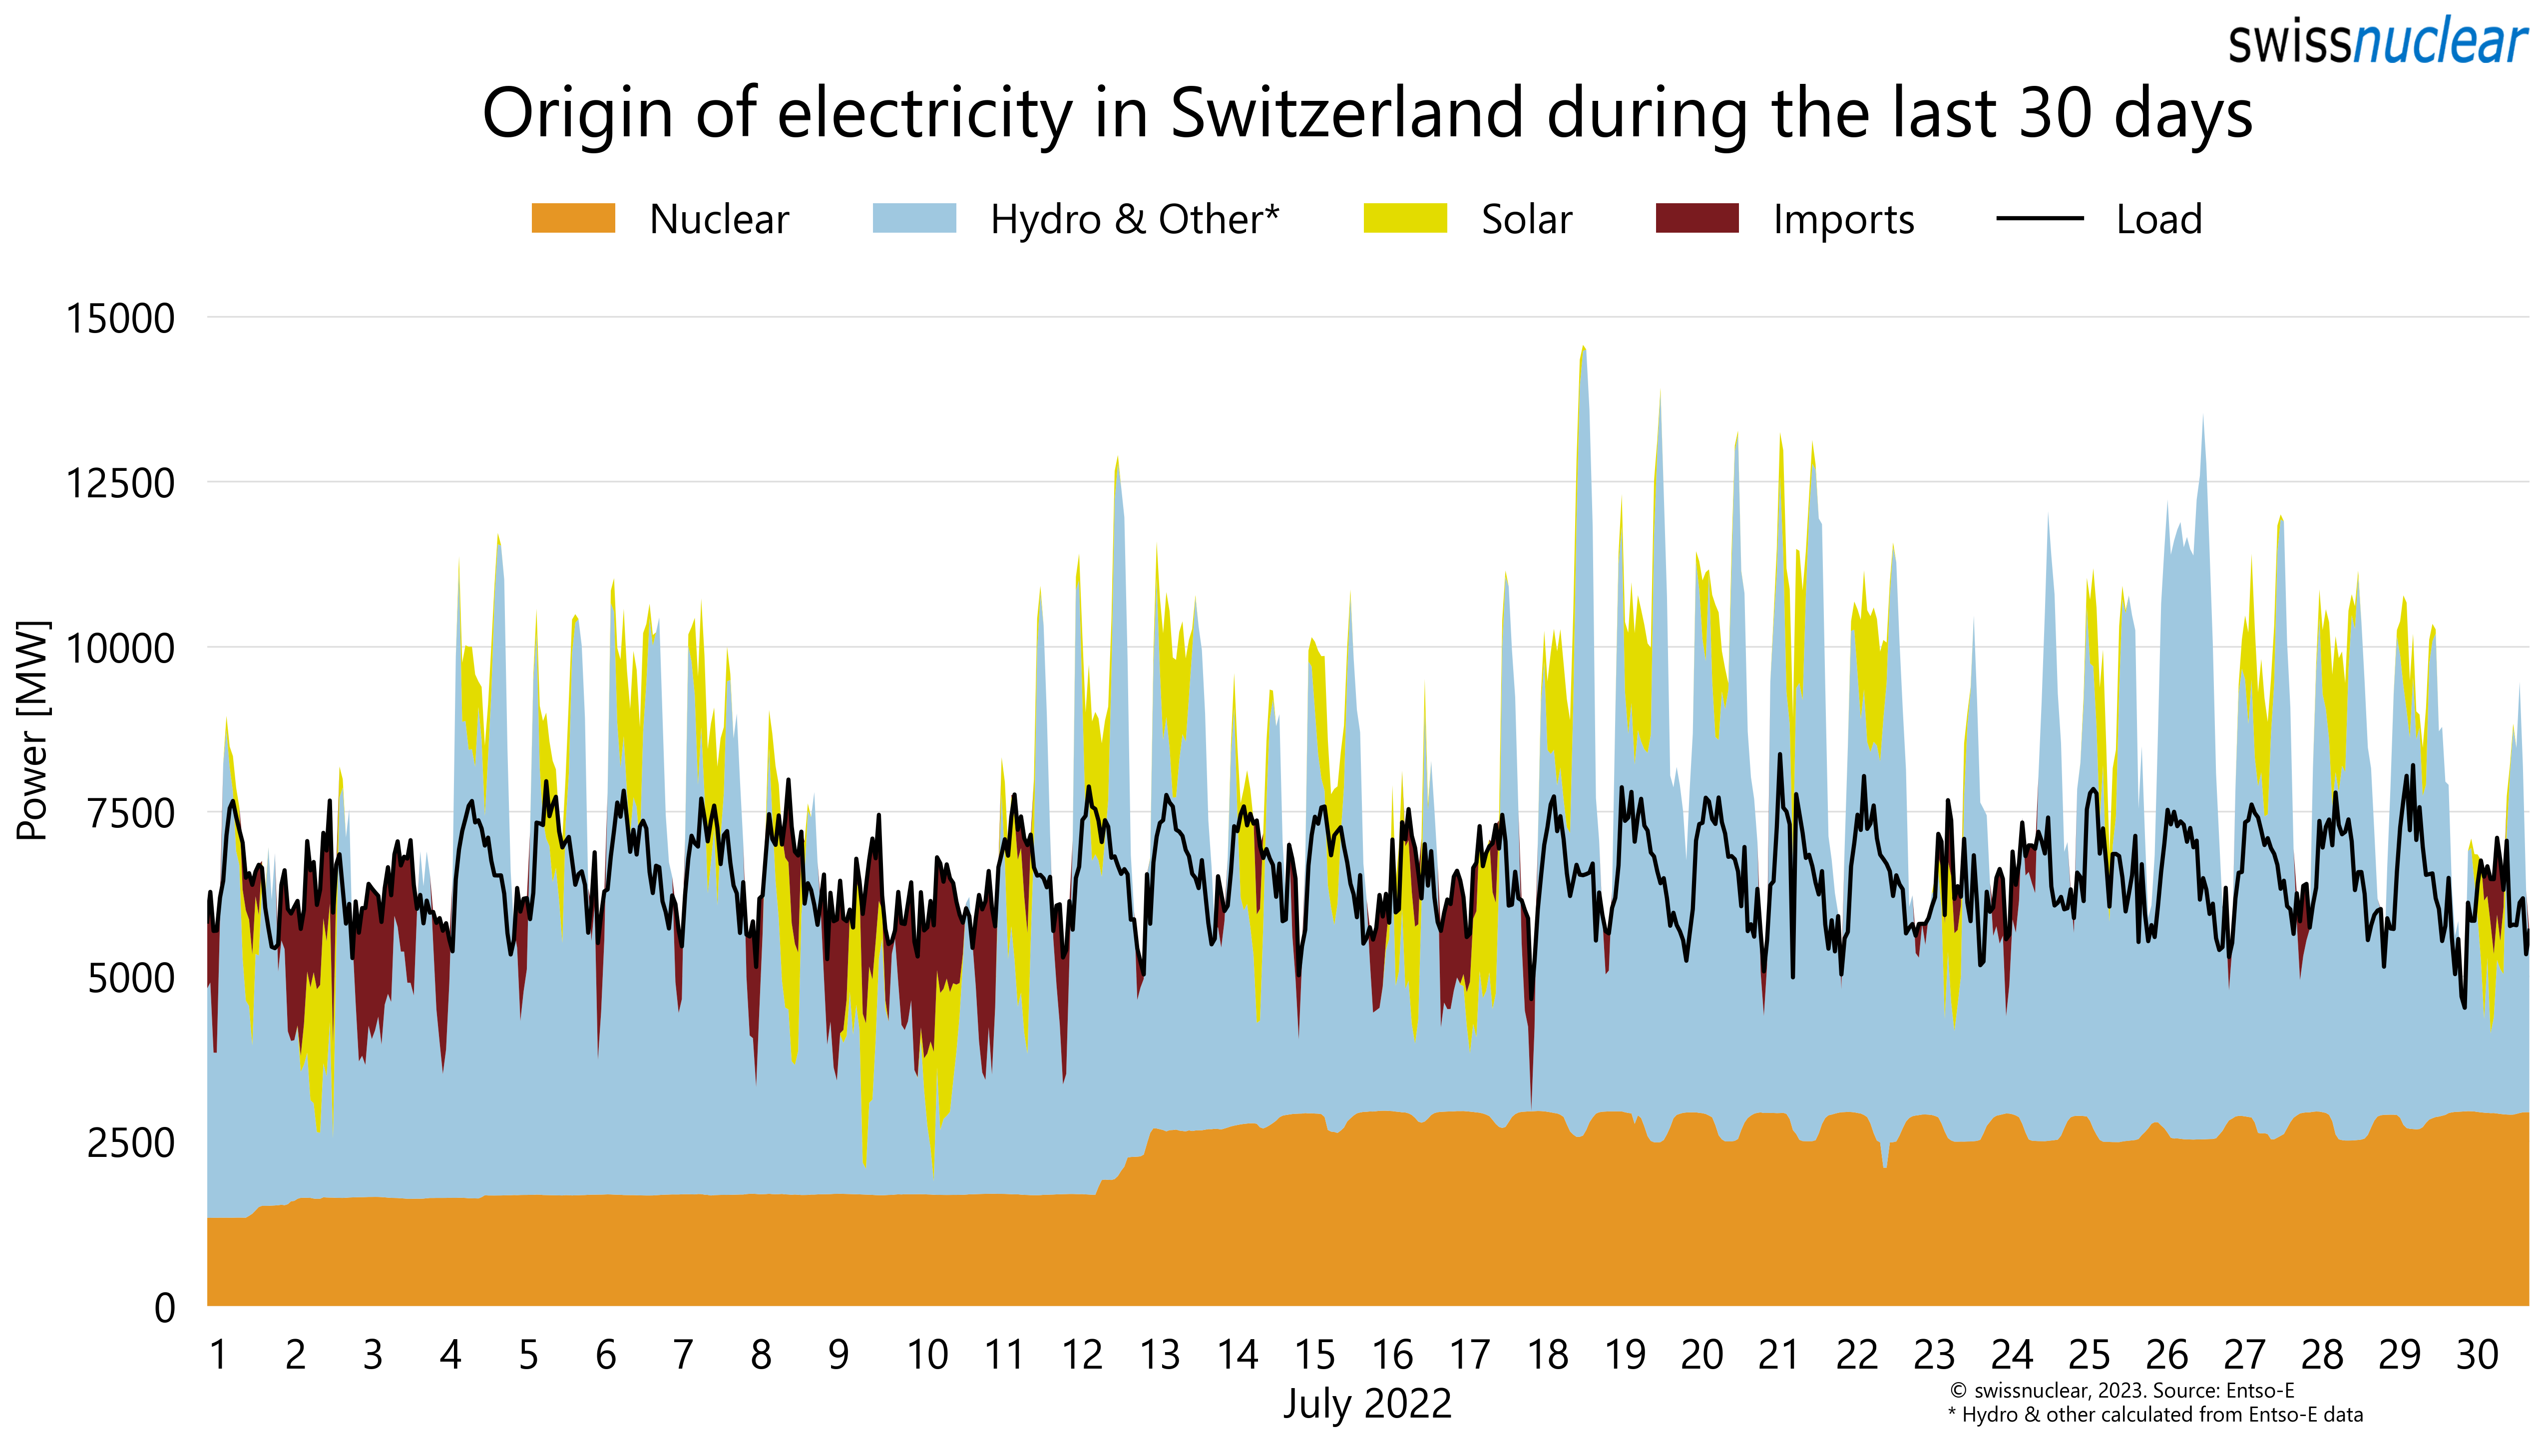 swissnuclear
Origin of electricity in Switzerland during the last 30 days
Nuclear Hydro & Other* Solar Imports Load
15000
12500
10000
7500
5000
2500
0
Power [MW]
1 2 3 4 5 6 7 8 9 10 11 12 13 14 15 16 17 18 19 20 21 22 23 24 25 26 27 28 29 30
July 2022
© swissnuclear, 2023. Source: Entso-E
* Hydro & other calculated from Entso-E data